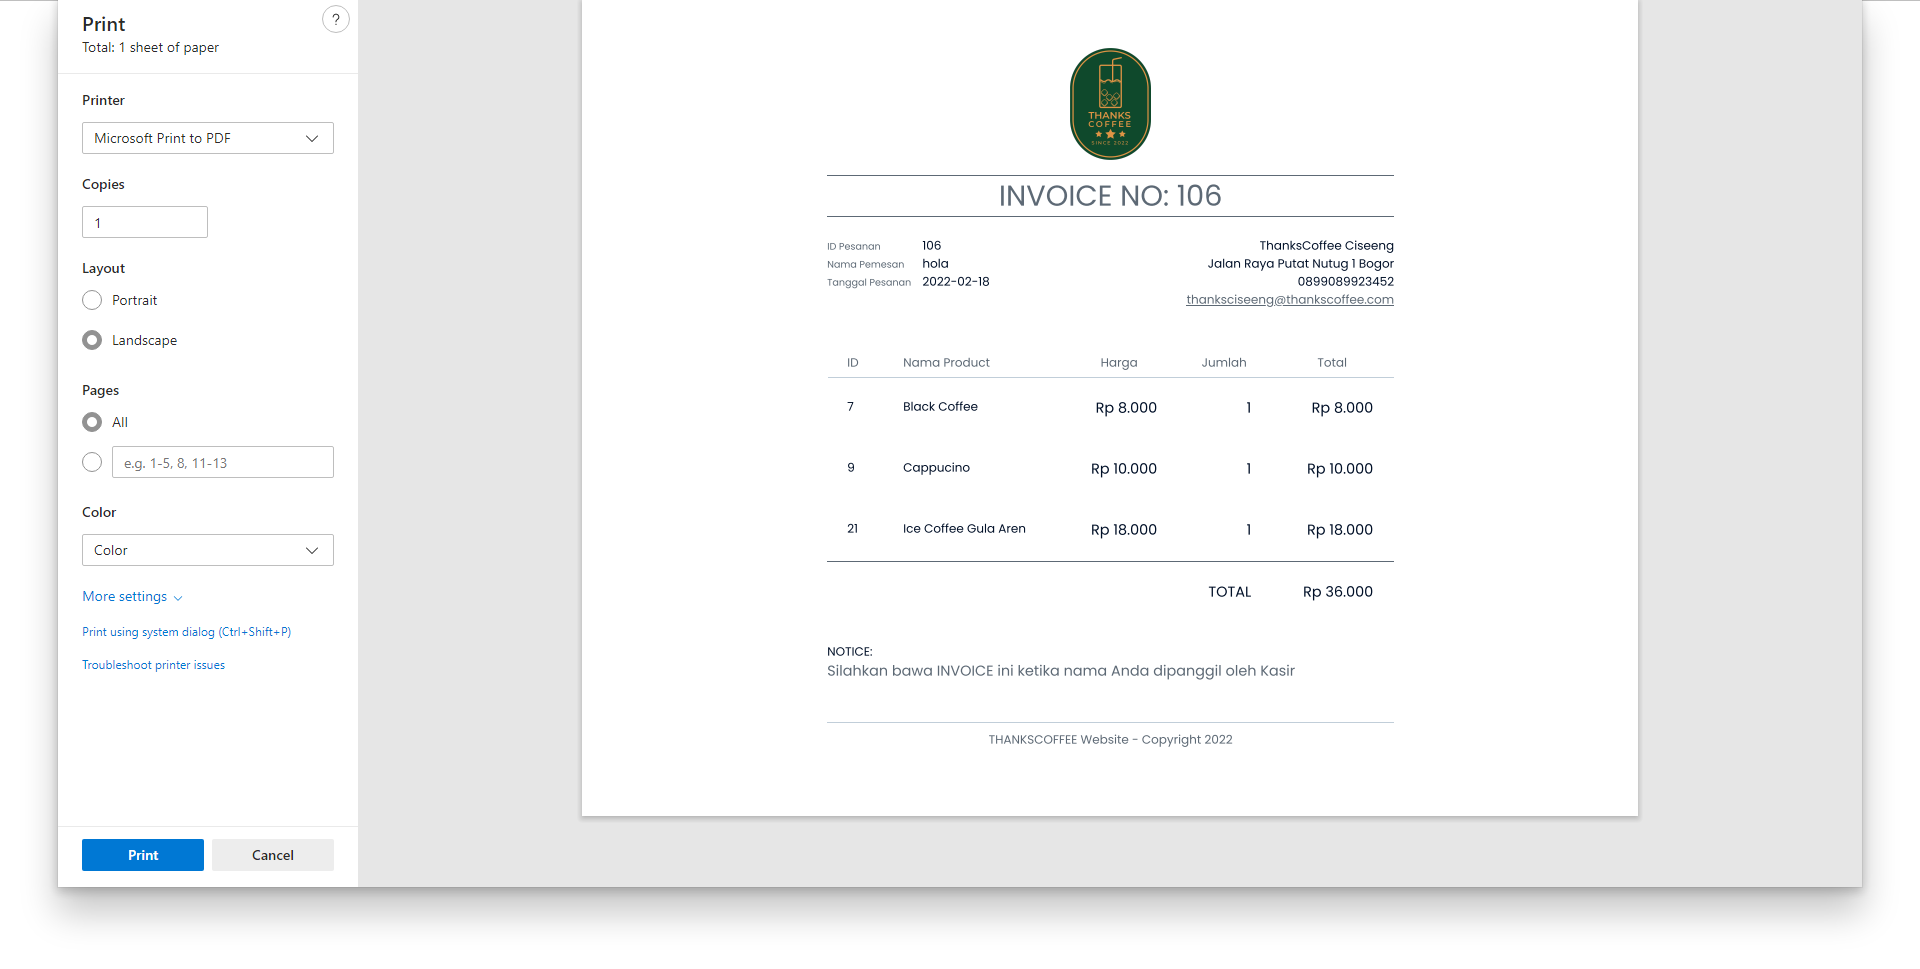 Print
?
Total: 1 sheet of paper
Printer
Microsoft Print to PDF
Copies
1
Layout
Portrait
Landscape
Pages
All
e.g. 1-5, 8, 11-13
Color
Color
More settings
Print using system dialog (Ctrl+Shift+P)
Troubleshoot printer issues
Print Cancel
THANKS
COFFEE
SINCE 2022
INVOICE NO: 106
ID Pesanan 106
Nama Pemesan hola
Tanggal Pesanan 2022-02-18
ThanksCoffee Ciseeng
Jalan Raya Putat Nutug 1 Bogor
0899089923452
thanksciseeng@thankscoffee.com
ID Nama Product Harga Jumlah Total
7 Black Coffee Rp 8.000 1 Rp 8.000
9 Cappucino Rp 10.000 1 Rp 10.000
21 Ice Coffee Gula Aren Rp 18.000 1 Rp 18.000
TOTAL Rp 36.000
NOTICE:
Silahkan bawa INVOICE ini ketika nama Anda dipanggil oleh Kasir
THANKSCOFFEE Website - Copyright 2022